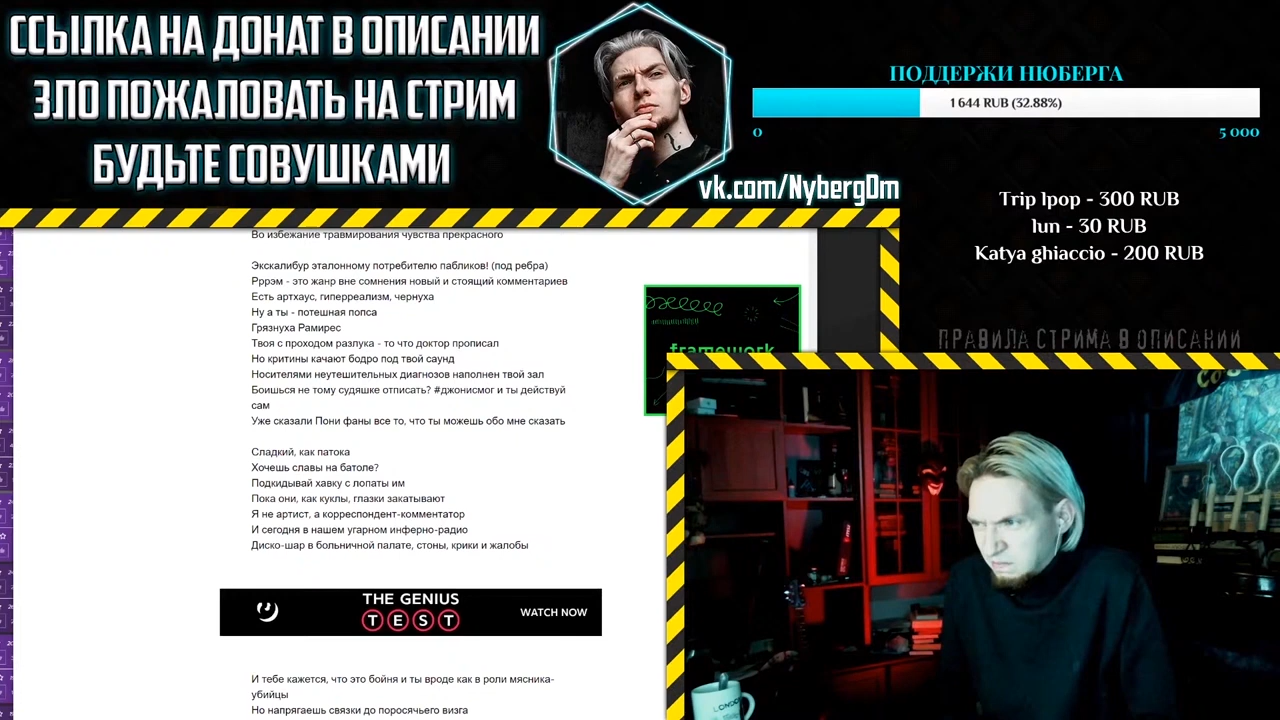 ССЫЛКА НА ДОНАТ В ОПИСАНИИ
ЗЛО ПОЖАЛОВАТЬ НА СТРИМ
БУДЬТЕ СОВУШКАМИ
vk.com/NybergDm
ПОДДЕРЖИ НЮБЕРГА
1 644 RUB (32.88%)
0
5 000
Trip lpop - 300 RUB
lun - 30 RUB
Katya ghiaccio - 200 RUB
ПРАВИЛА СТРИМА В ОПИСАНИИ
Во избежание травмирования чувства прекрасного
Экскалибур эталонному потребителю пабликов! (под ребра)
Рррэм - это жанр вне сомнения новый и стоящий комментариев
Есть артхаус, гиперреализм, чернуха
Ну а ты - потешная попса
Грязнуха Рамирес
Твоя с проходом разлука - то что доктор прописал
Но критины качают бодро под твой саунд
Носителями неутешительных диагнозов наполнен твой зал
Боишься не тому судяшке отписать? #джонисмог и ты действуй
сам
Уже сказали Пони фаны все то, что ты можешь обо мне сказать
Сладкий, как патока
Хочешь славы на батоле?
Подкидывай хавку с лопаты им
Пока они, как куклы, глазки закатывают
Я не артист, а корреспондент-комментатор
И сегодня в нашем угарном инферно-радио
Диско-шар в больничной палате, стоны, крики и жалобы
THE GENIUS
TEST
WATCH NOW
И тебе кажется, что это бойня и ты вроде как в роли мясника-
убийцы
Но напрягаешь связки до поросячьего визга
framework
LONDON